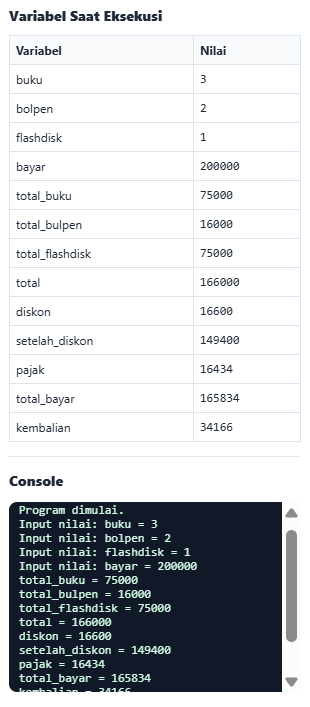 Variabel Saat Eksekusi
Variabel Nilai
buku 3
bolpen 2
flashdisk 1
bayar 200000
total_buku 75000
total_bulpen 16000
total_flashdisk 75000
total 166000
diskon 16600
setelah_diskon 149400
pajak 16434
total_bayar 165834
kembalian 34166
Console
Program dimulai.
Input nilai: buku = 3
Input nilai: bolpen = 2
Input nilai: flashdisk = 1
Input nilai: bayar = 200000
total_buku = 75000
total_bulpen = 16000
total_flashdisk = 75000
total = 166000
diskon = 16600
setelah_diskon = 149400
pajak = 16434
total_bayar = 165834
kembalian = 34166